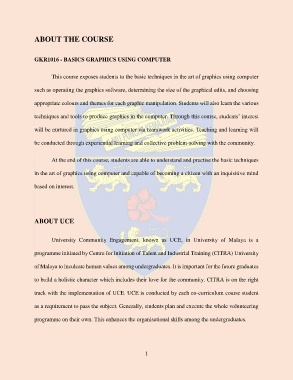 ABOUT THE COURSE
GKR1016 - BASICS GRAPHICS USING COMPUTER
This course exposes students to the basic techniques in the art of graphics using computer
such as operating the graphics software, determining the size of the graphical edits, and choosing
appropriate colours and themes for each graphic manipulation. Students will also learn the various
techniques and tools to produce graphics in the computer. Through this course, students' interest
will be nurtured in graphics using computer via teamwork activities. Teaching and learning will
be conducted through experiential learning and collective problem-solving with the community.
At the end of this course, students are able to understand and practise the basic techniques
in the art of graphics using computer and capable of becoming a citizen with an inquisitive mind
based on interest.
ABOUT UCE
University Community Engagement, known as UCE, in University of Malaya is a
programme initiated by Centre for Initiation of Talent and Industrial Training (CITRA) University
of Malaya to inculcate human values among undergraduates. It is important for the future graduates
to build a holistic character which includes their love for the community. CITRA is on the right
track with the implementation of UCE. UCE is conducted by each co-curriculum course student
as a requirement to pass the subject. Generally, students plan and execute the whole volunteering
programme on their own. This enhances the organisational skills among the undergraduates.
1